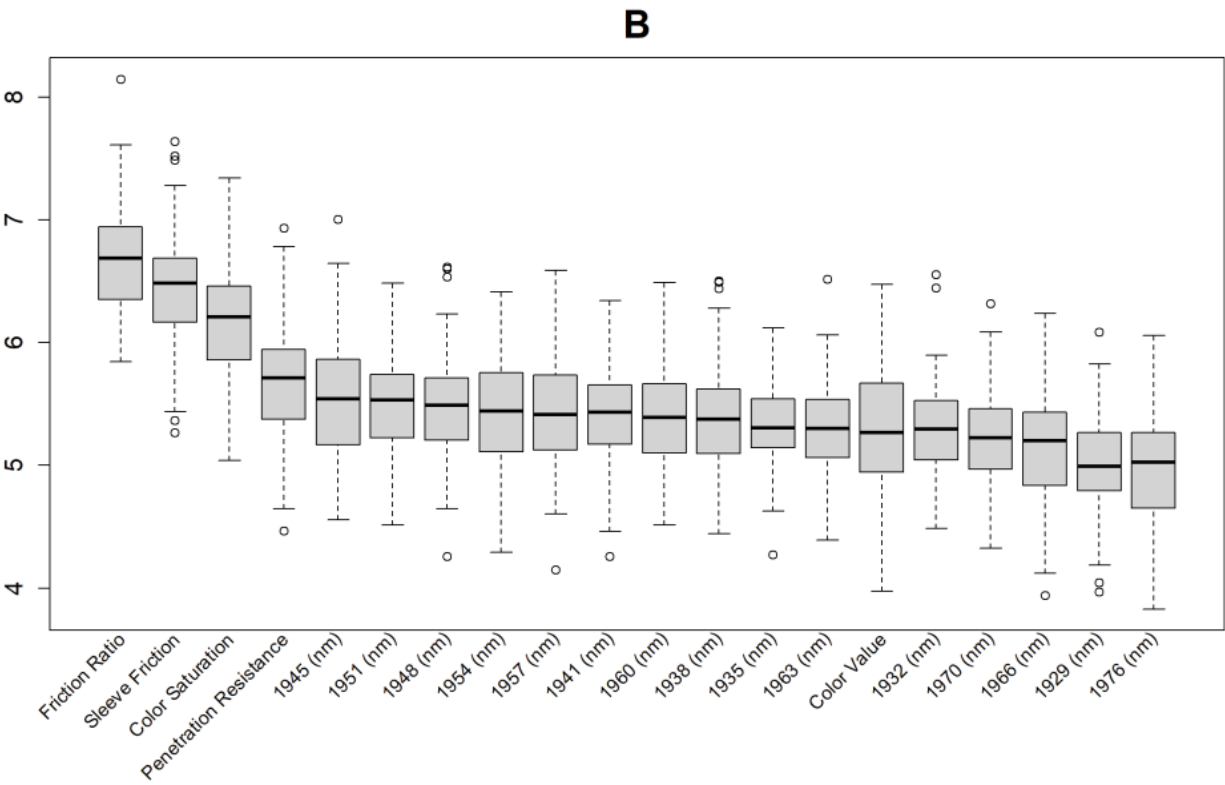 B
8
7
6
5
4
Friction Ratio
Sleeve Friction
Color Saturation
Penetration Resistance
1945 (nm)
1951 (nm)
1948 (nm)
1954 (nm)
1957 (nm)
1941 (nm)
1960 (nm)
1938 (nm)
1935 (nm)
1963 (nm)
Color Value
1932 (nm)
1970 (nm)
1966 (nm)
1929 (nm)
1976 (nm)